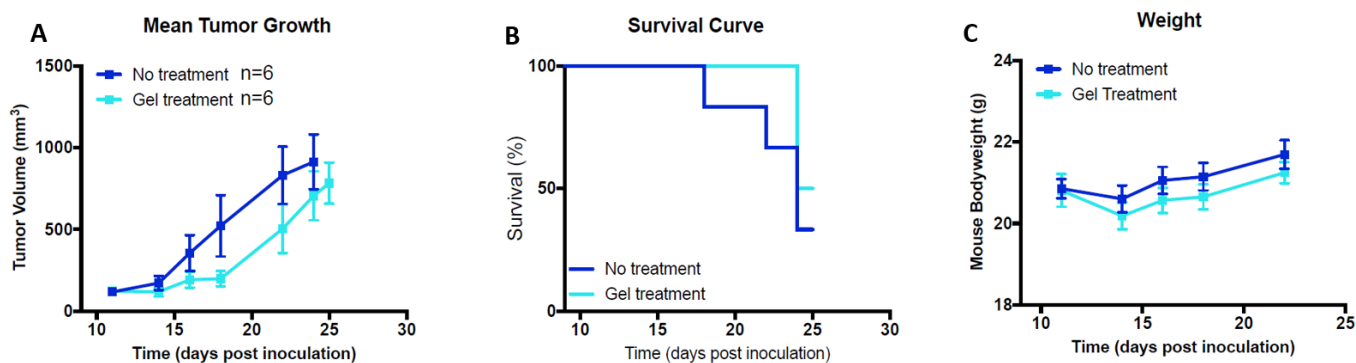 A
Mean Tumor Growth
No treatment n=6
Gel treatment n=6
Tumor Volume (mm³)
1500
1000
500
0
10 15 20 25 30
Time (days post inoculation)
B
Survival Curve
Survival (%)
100
50
0
No treatment
Gel treatment
10 15 20 25 30
Time (days post inoculation)
C
Weight
No treatment
Gel Treatment
Mouse Bodyweight (g)
24
22
20
18
10 15 20 25
Time (days post inoculation)